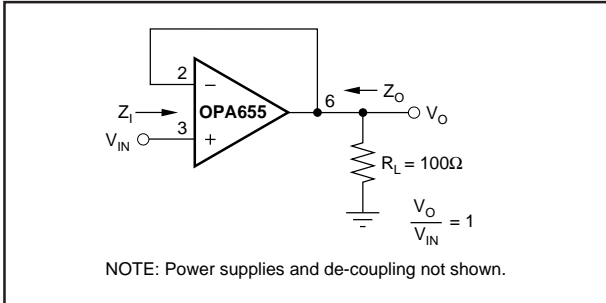 2
−
OPA655
6
Z_O
V_O
Z_I
V_IN
3
+
R_L = 100Ω
V_O
V_IN
= 1
NOTE: Power supplies and de-coupling not shown.